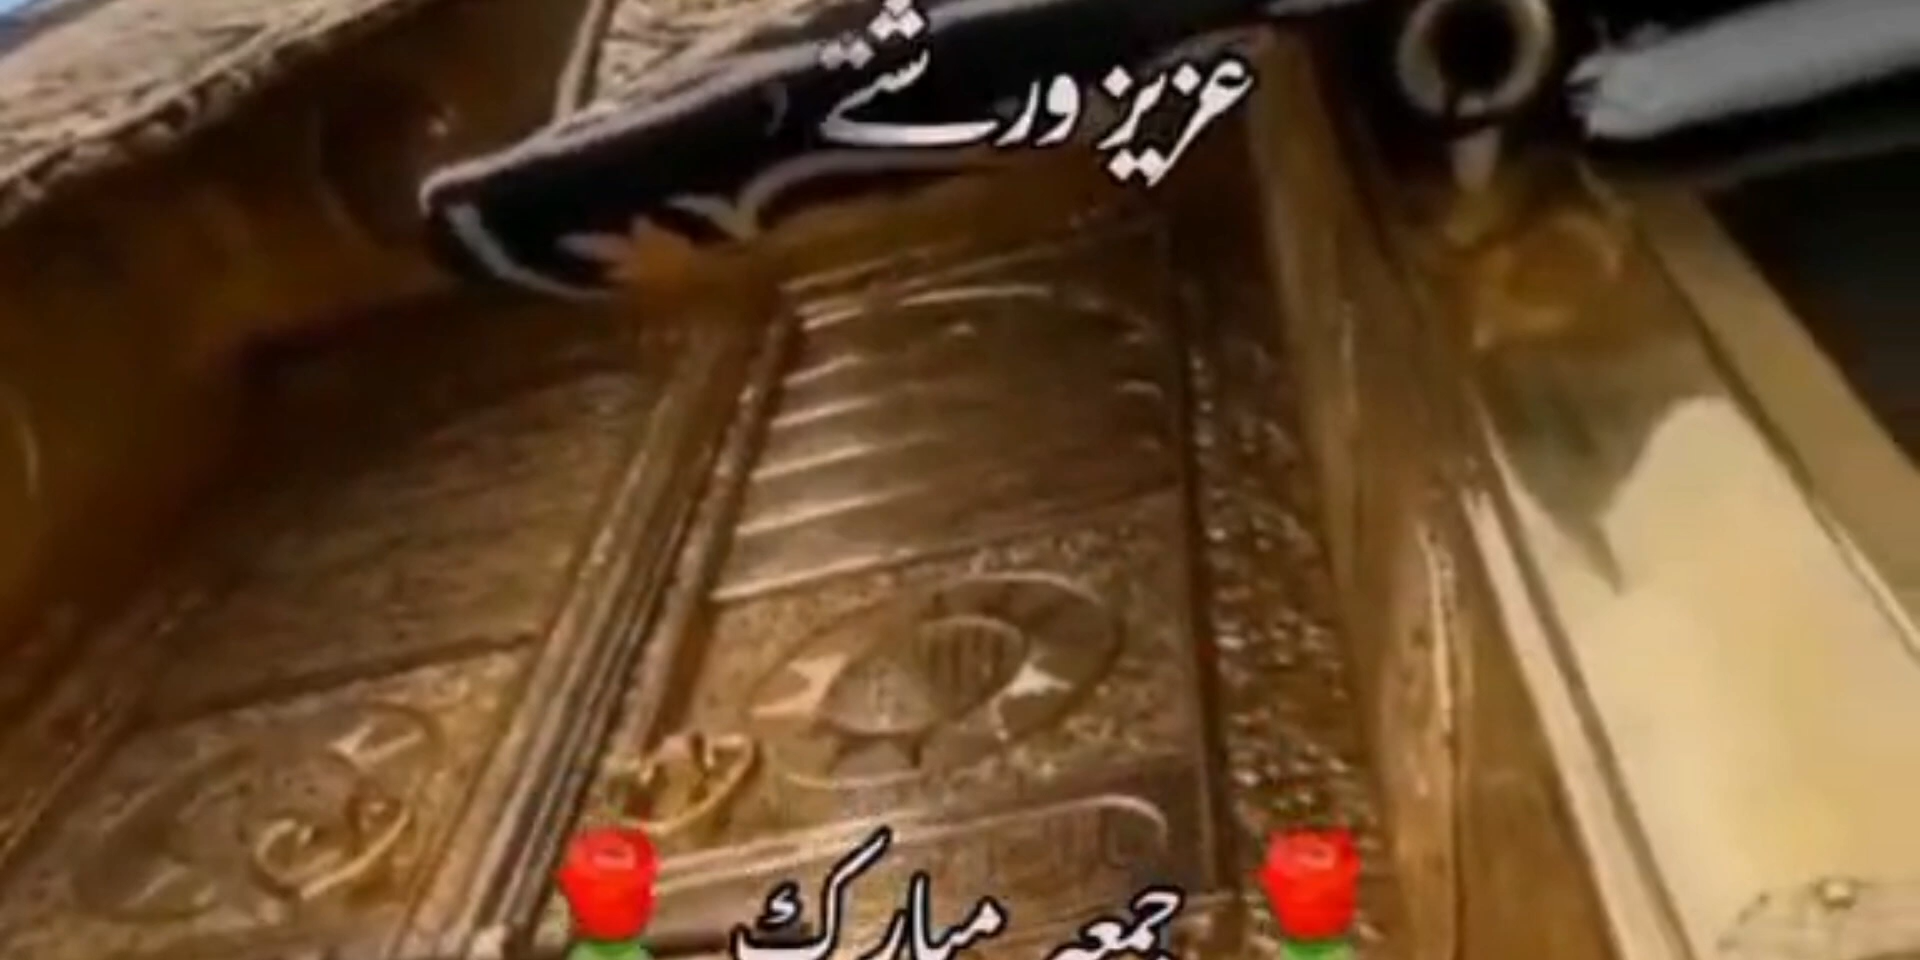 عزیز و رشتے
🌹 جمعہ مبارک 🌹